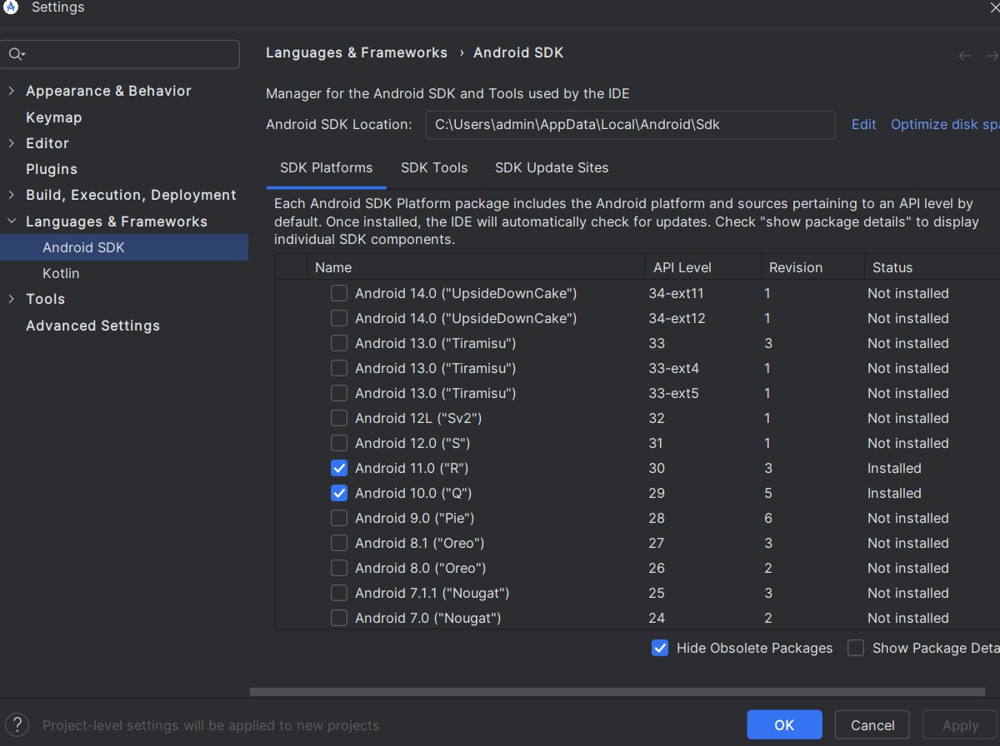 Settings
Languages & Frameworks › Android SDK
Appearance & Behavior
Keymap
Editor
Plugins
Build, Execution, Deployment
Languages & Frameworks
Android SDK
Kotlin
Tools
Advanced Settings
Manager for the Android SDK and Tools used by the IDE
Android SDK Location: C:\Users\admin\AppData\Local\Android\Sdk Edit Optimize disk spa
SDK Platforms SDK Tools SDK Update Sites
Each Android SDK Platform package includes the Android platform and sources pertaining to an API level by
default. Once installed, the IDE will automatically check for updates. Check "show package details" to display
individual SDK components.
Name API Level Revision Status
Android 14.0 ("UpsideDownCake") 34-ext11 1 Not installed
Android 14.0 ("UpsideDownCake") 34-ext12 1 Not installed
Android 13.0 ("Tiramisu") 33 3 Not installed
Android 13.0 ("Tiramisu") 33-ext4 1 Not installed
Android 13.0 ("Tiramisu") 33-ext5 1 Not installed
Android 12L ("Sv2") 32 1 Not installed
Android 12.0 ("S") 31 1 Not installed
Android 11.0 ("R") 30 3 Installed
Android 10.0 ("Q") 29 5 Installed
Android 9.0 ("Pie") 28 6 Not installed
Android 8.1 ("Oreo") 27 3 Not installed
Android 8.0 ("Oreo") 26 2 Not installed
Android 7.1.1 ("Nougat") 25 3 Not installed
Android 7.0 ("Nougat") 24 2 Not installed
Hide Obsolete Packages Show Package Deta
? Project-level settings will be applied to new projects OK Cancel Apply